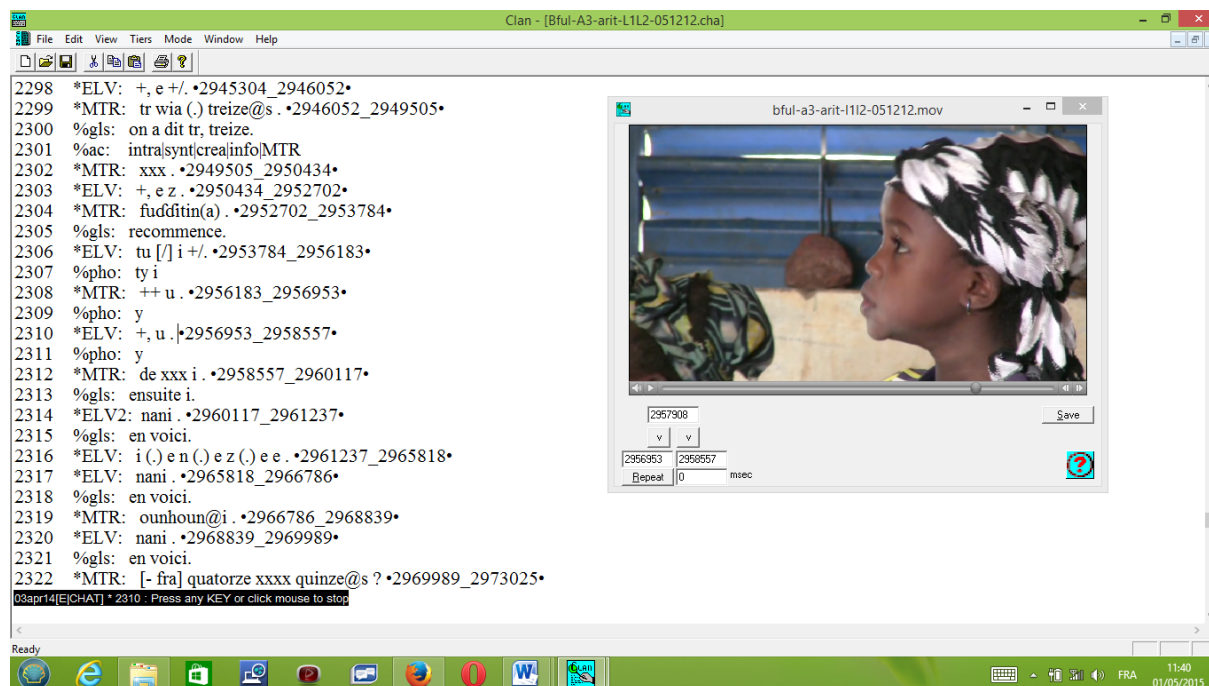 Clan - [Bful-A3-arit-L1L2-051212.cha]
File Edit View Tiers Mode Window Help
2298 *ELV: +, e +/. •2945304_2946052•
2299 *MTR: tr wia (.) treize@s . •2946052_2949505•
2300 %gls: on a dit tr, treize.
2301 %ac: intra|synt|crea|info|MTR
2302 *MTR: xxx . •2949505_2950434•
2303 *ELV: +, e z . •2950434_2952702•
2304 *MTR: fuɗɗitin(a) . •2952702_2953784•
2305 %gls: recommence.
2306 *ELV: tu [/] i +/. •2953784_2956183•
2307 %pho: ty i
2308 *MTR: ++ u . •2956183_2956953•
2309 %pho: y
2310 *ELV: +, u . •2956953_2958557•
2311 %pho: y
2312 *MTR: de xxx i . •2958557_2960117•
2313 %gls: ensuite i.
2314 *ELV2: nani . •2960117_2961237•
2315 %gls: en voici.
2316 *ELV: i (.) e n (.) e z (.) e e . •2961237_2965818•
2317 *ELV: nani . •2965818_2966786•
2318 %gls: en voici.
2319 *MTR: ounhoun@i . •2966786_2968839•
2320 *ELV: nani . •2968839_2969989•
2321 %gls: en voici.
2322 *MTR: [- fra] quatorze xxxx quinze@s ? •2969989_2973025•
03apr14[E|CHAT] * 2310 : Press any KEY or click mouse to stop
bful-a3-arit-l1l2-051212.mov
2957908
Save
v v
2956953 2958557
Repeat 0 msec
Ready
FRA
11:40
01/05/2015